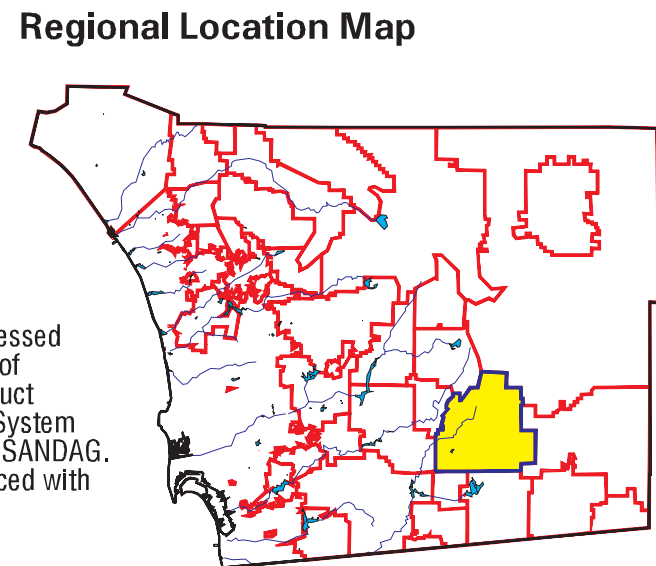 Regional Location Map
essed
of
uct
System
SANDAG.
ced with